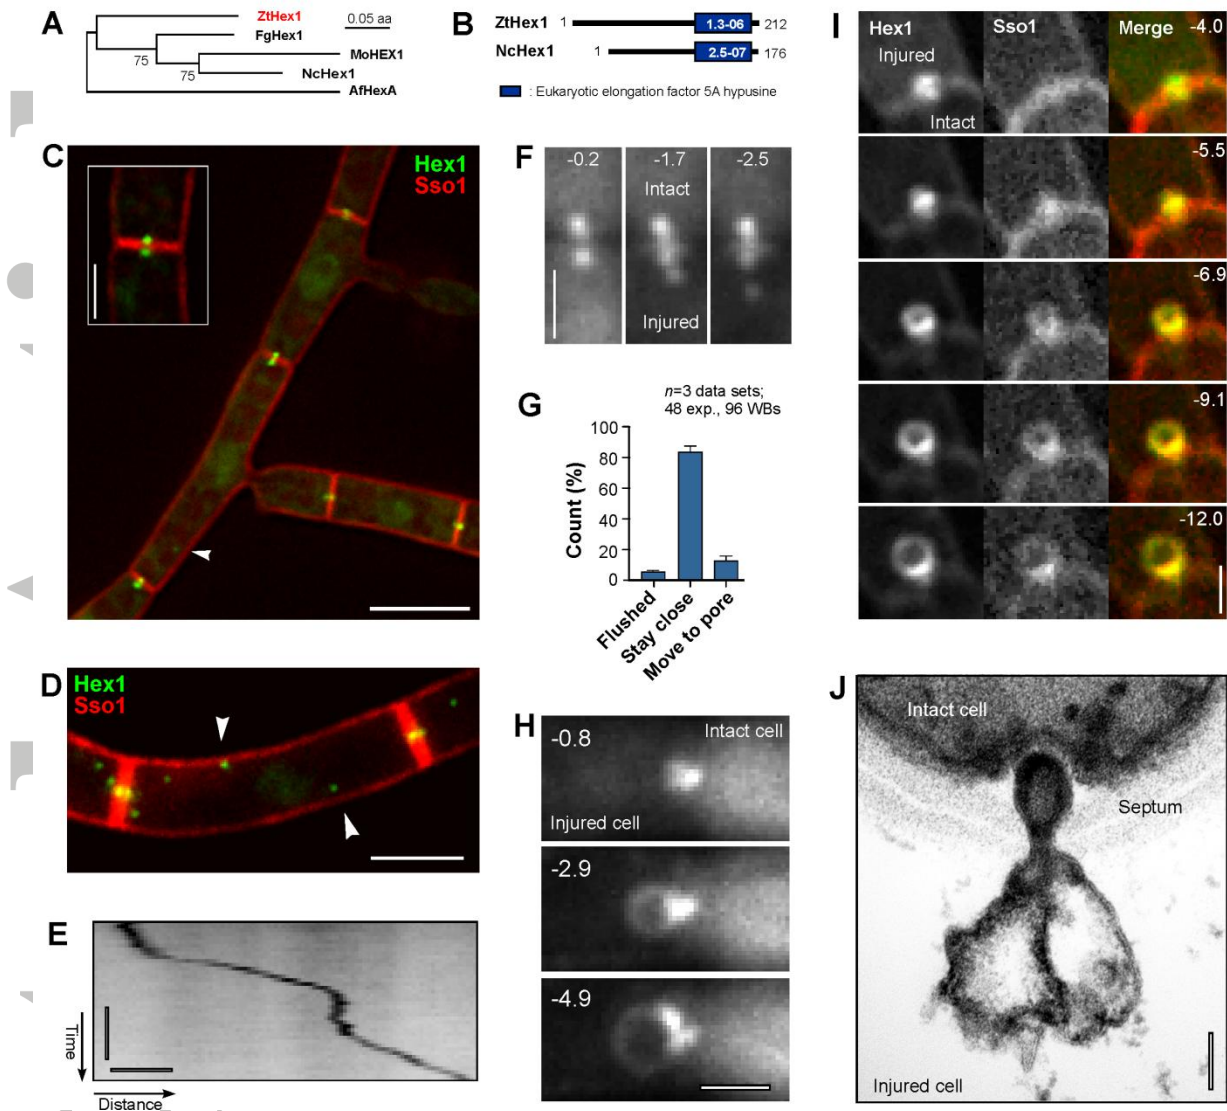 A
ZtHex1
0.05 aa
FgHex1
75
MoHEX1
75
NcHex1
AfHexA
B
ZtHex1 1 1.3-06 212
NcHex1 1 2.5-07 176
: Eukaryotic elongation factor 5A hypusine
C
Hex1
Sso1
D
Hex1
Sso1
E
Time
Distance
F
-0.2 -1.7 -2.5
Intact
Injured
G
n=3 data sets;
48 exp., 96 WBs
Count (%)
100
80
60
40
20
0
Flushed
Stay close
Move to pore
H
-0.8 Intact cell
Injured cell
-2.9
-4.9
I
Hex1 Sso1 Merge -4.0
Injured
Intact
-5.5
-6.9
-9.1
-12.0
J
Intact cell
Septum
Injured cell